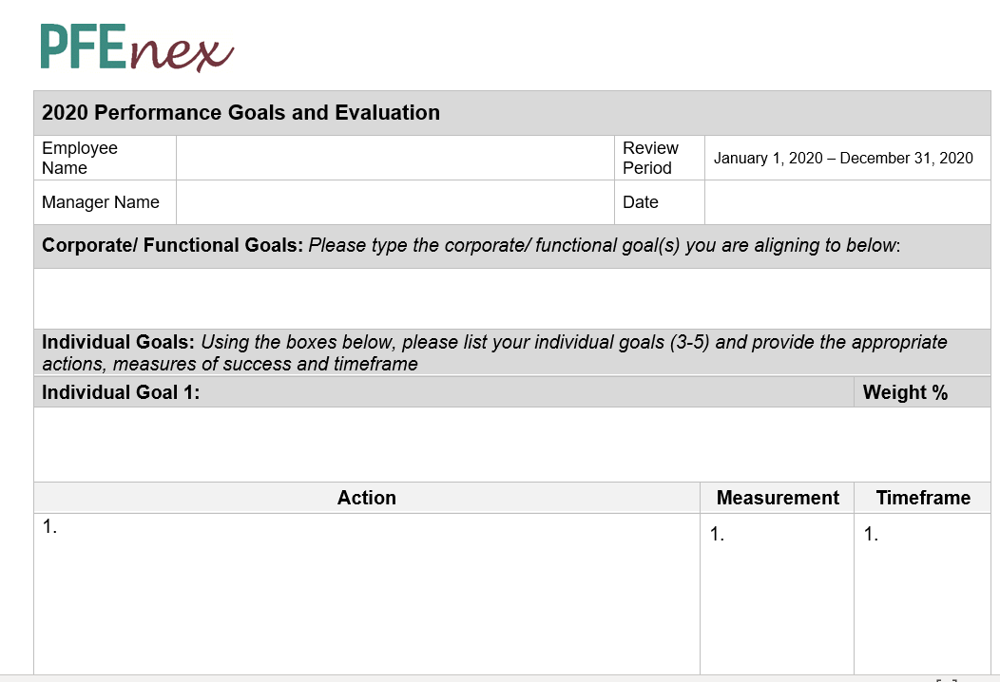 PFEnex
2020 Performance Goals and Evaluation
Employee
Name
Review
Period
January 1, 2020 – December 31, 2020
Manager Name
Date
Corporate/ Functional Goals: Please type the corporate/ functional goal(s) you are aligning to below:
Individual Goals: Using the boxes below, please list your individual goals (3-5) and provide the appropriate
actions, measures of success and timeframe
Individual Goal 1:
Weight %
Action
Measurement
Timeframe
1.
1.
1.